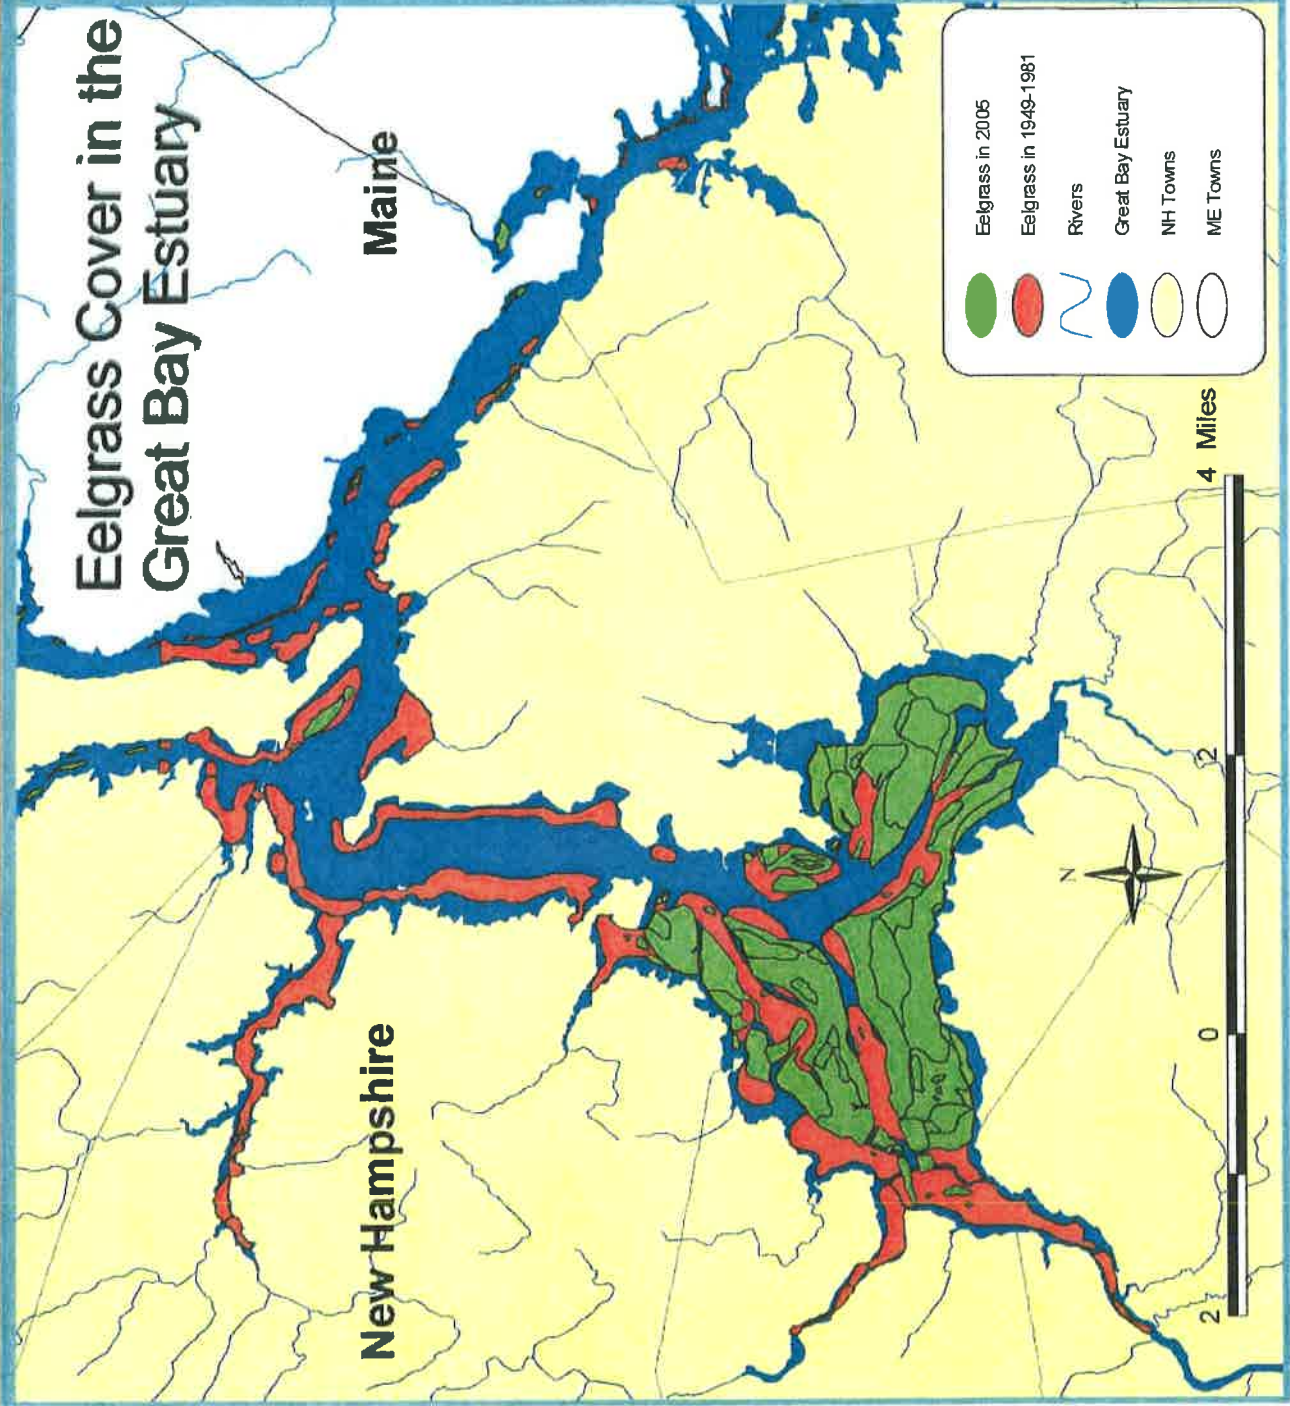 Eelgrass Cover in the
Great Bay Estuary
Maine
New Hampshire
Eelgrass in 2005
Eelgrass in 1949-1981
Rivers
Great Bay Estuary
NH Towns
ME Towns
N
2 0 2 4 Miles